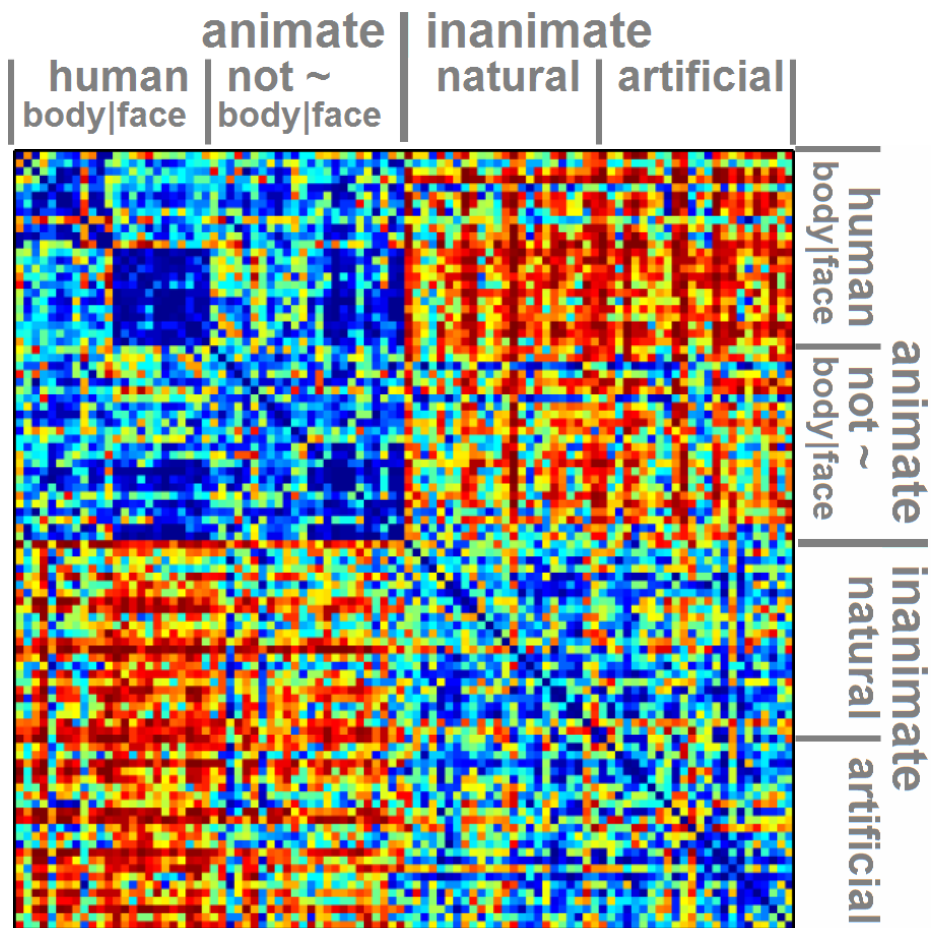 animate inanimate
human not ~ natural artificial
body|face body|face
human
body|face
not ~
body|face
animate
natural
artificial
inanimate